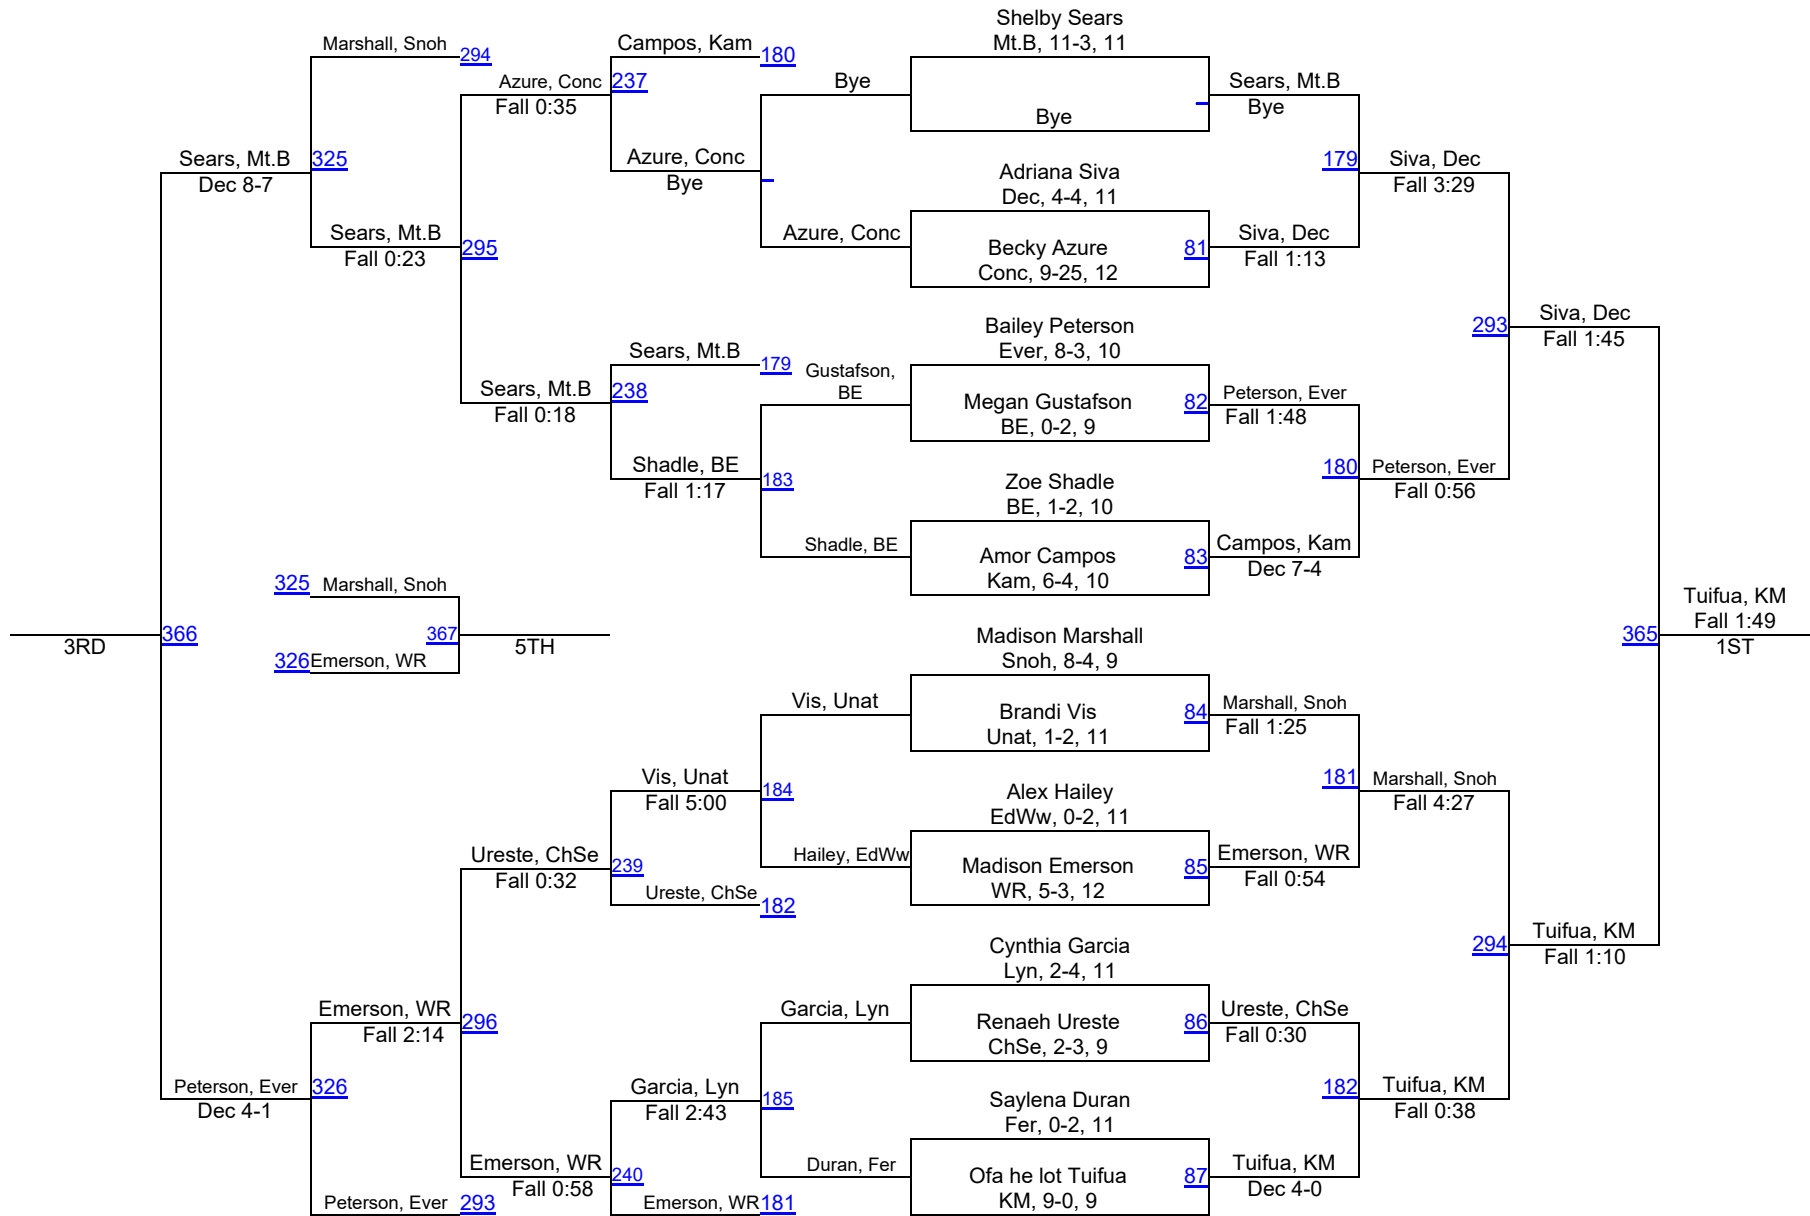 Shelby Sears
Mt.B, 11-3, 11
Bye
Adriana Siva
Dec, 4-4, 11
Becky Azure
Conc, 9-25, 12
81
Bailey Peterson
Ever, 8-3, 10
Megan Gustafson
BE, 0-2, 9
82
Zoe Shadle
BE, 1-2, 10
Amor Campos
Kam, 6-4, 10
83
Madison Marshall
Snoh, 8-4, 9
Brandi Vis
Unat, 1-2, 11
84
Alex Hailey
EdWw, 0-2, 11
Madison Emerson
WR, 5-3, 12
85
Cynthia Garcia
Lyn, 2-4, 11
Renaeh Ureste
ChSe, 2-3, 9
86
Saylena Duran
Fer, 0-2, 11
Ofa he lot Tuifua
KM, 9-0, 9
87
Sears, Mt.B
Bye
179
Siva, Dec
Fall 1:13
Peterson, Ever
Fall 1:48
180
Campos, Kam
Dec 7-4
Marshall, Snoh
Fall 1:25
181
Emerson, WR
Fall 0:54
Ureste, ChSe
Fall 0:30
182
Tuifua, KM
Dec 4-0
Siva, Dec
Fall 3:29
293
Peterson, Ever
Fall 0:56
Marshall, Snoh
Fall 4:27
294
Tuifua, KM
Fall 0:38
Siva, Dec
Fall 1:45
365
Tuifua, KM
Fall 1:10
Tuifua, KM
Fall 1:49
1ST
Bye
Azure, Conc
Gustafson,
BE
183
Shadle, BE
Vis, Unat
184
Hailey, EdWw
Garcia, Lyn
185
Duran, Fer
Campos, Kam
180
237
Azure, Conc
Bye
Sears, Mt.B
179
238
Shadle, BE
Fall 1:17
Vis, Unat
Fall 5:00
239
Ureste, ChSe
182
Garcia, Lyn
Fall 2:43
240
Emerson, WR
181
Azure, Conc
Fall 0:35
295
Sears, Mt.B
Fall 0:18
Ureste, ChSe
Fall 0:32
296
Emerson, WR
Fall 0:58
Marshall, Snoh
294
325
Sears, Mt.B
Fall 0:23
Emerson, WR
Fall 2:14
326
Peterson, Ever
293
Sears, Mt.B
Dec 8-7
366
Peterson, Ever
Dec 4-1
3RD
325
Marshall, Snoh
367
326
Emerson, WR
5TH